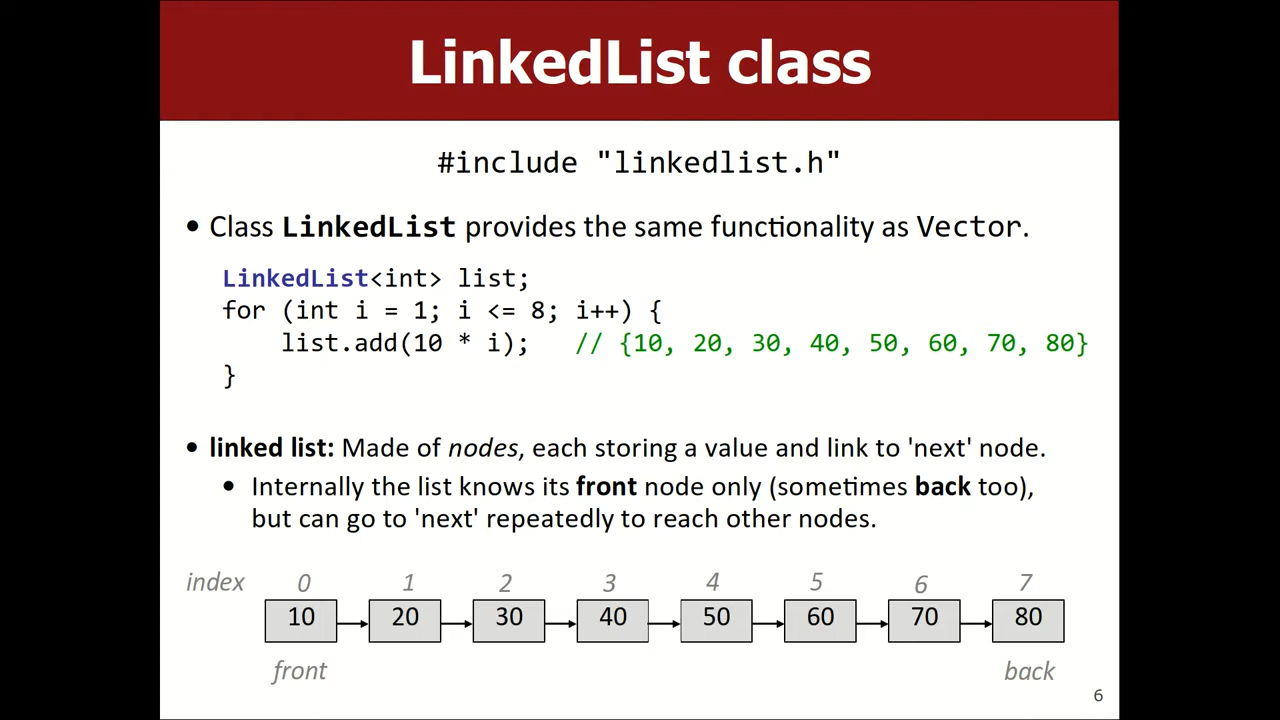 LinkedList class
#include "linkedlist.h"
• Class LinkedList provides the same functionality as Vector.
LinkedList<int> list;
for (int i = 1; i <= 8; i++) {
    list.add(10 * i);   // {10, 20, 30, 40, 50, 60, 70, 80}
}
• linked list: Made of nodes, each storing a value and link to 'next' node.
• Internally the list knows its front node only (sometimes back too),
but can go to 'next' repeatedly to reach other nodes.
index 0 1 2 3 4 5 6 7
10 20 30 40 50 60 70 80
front back
6